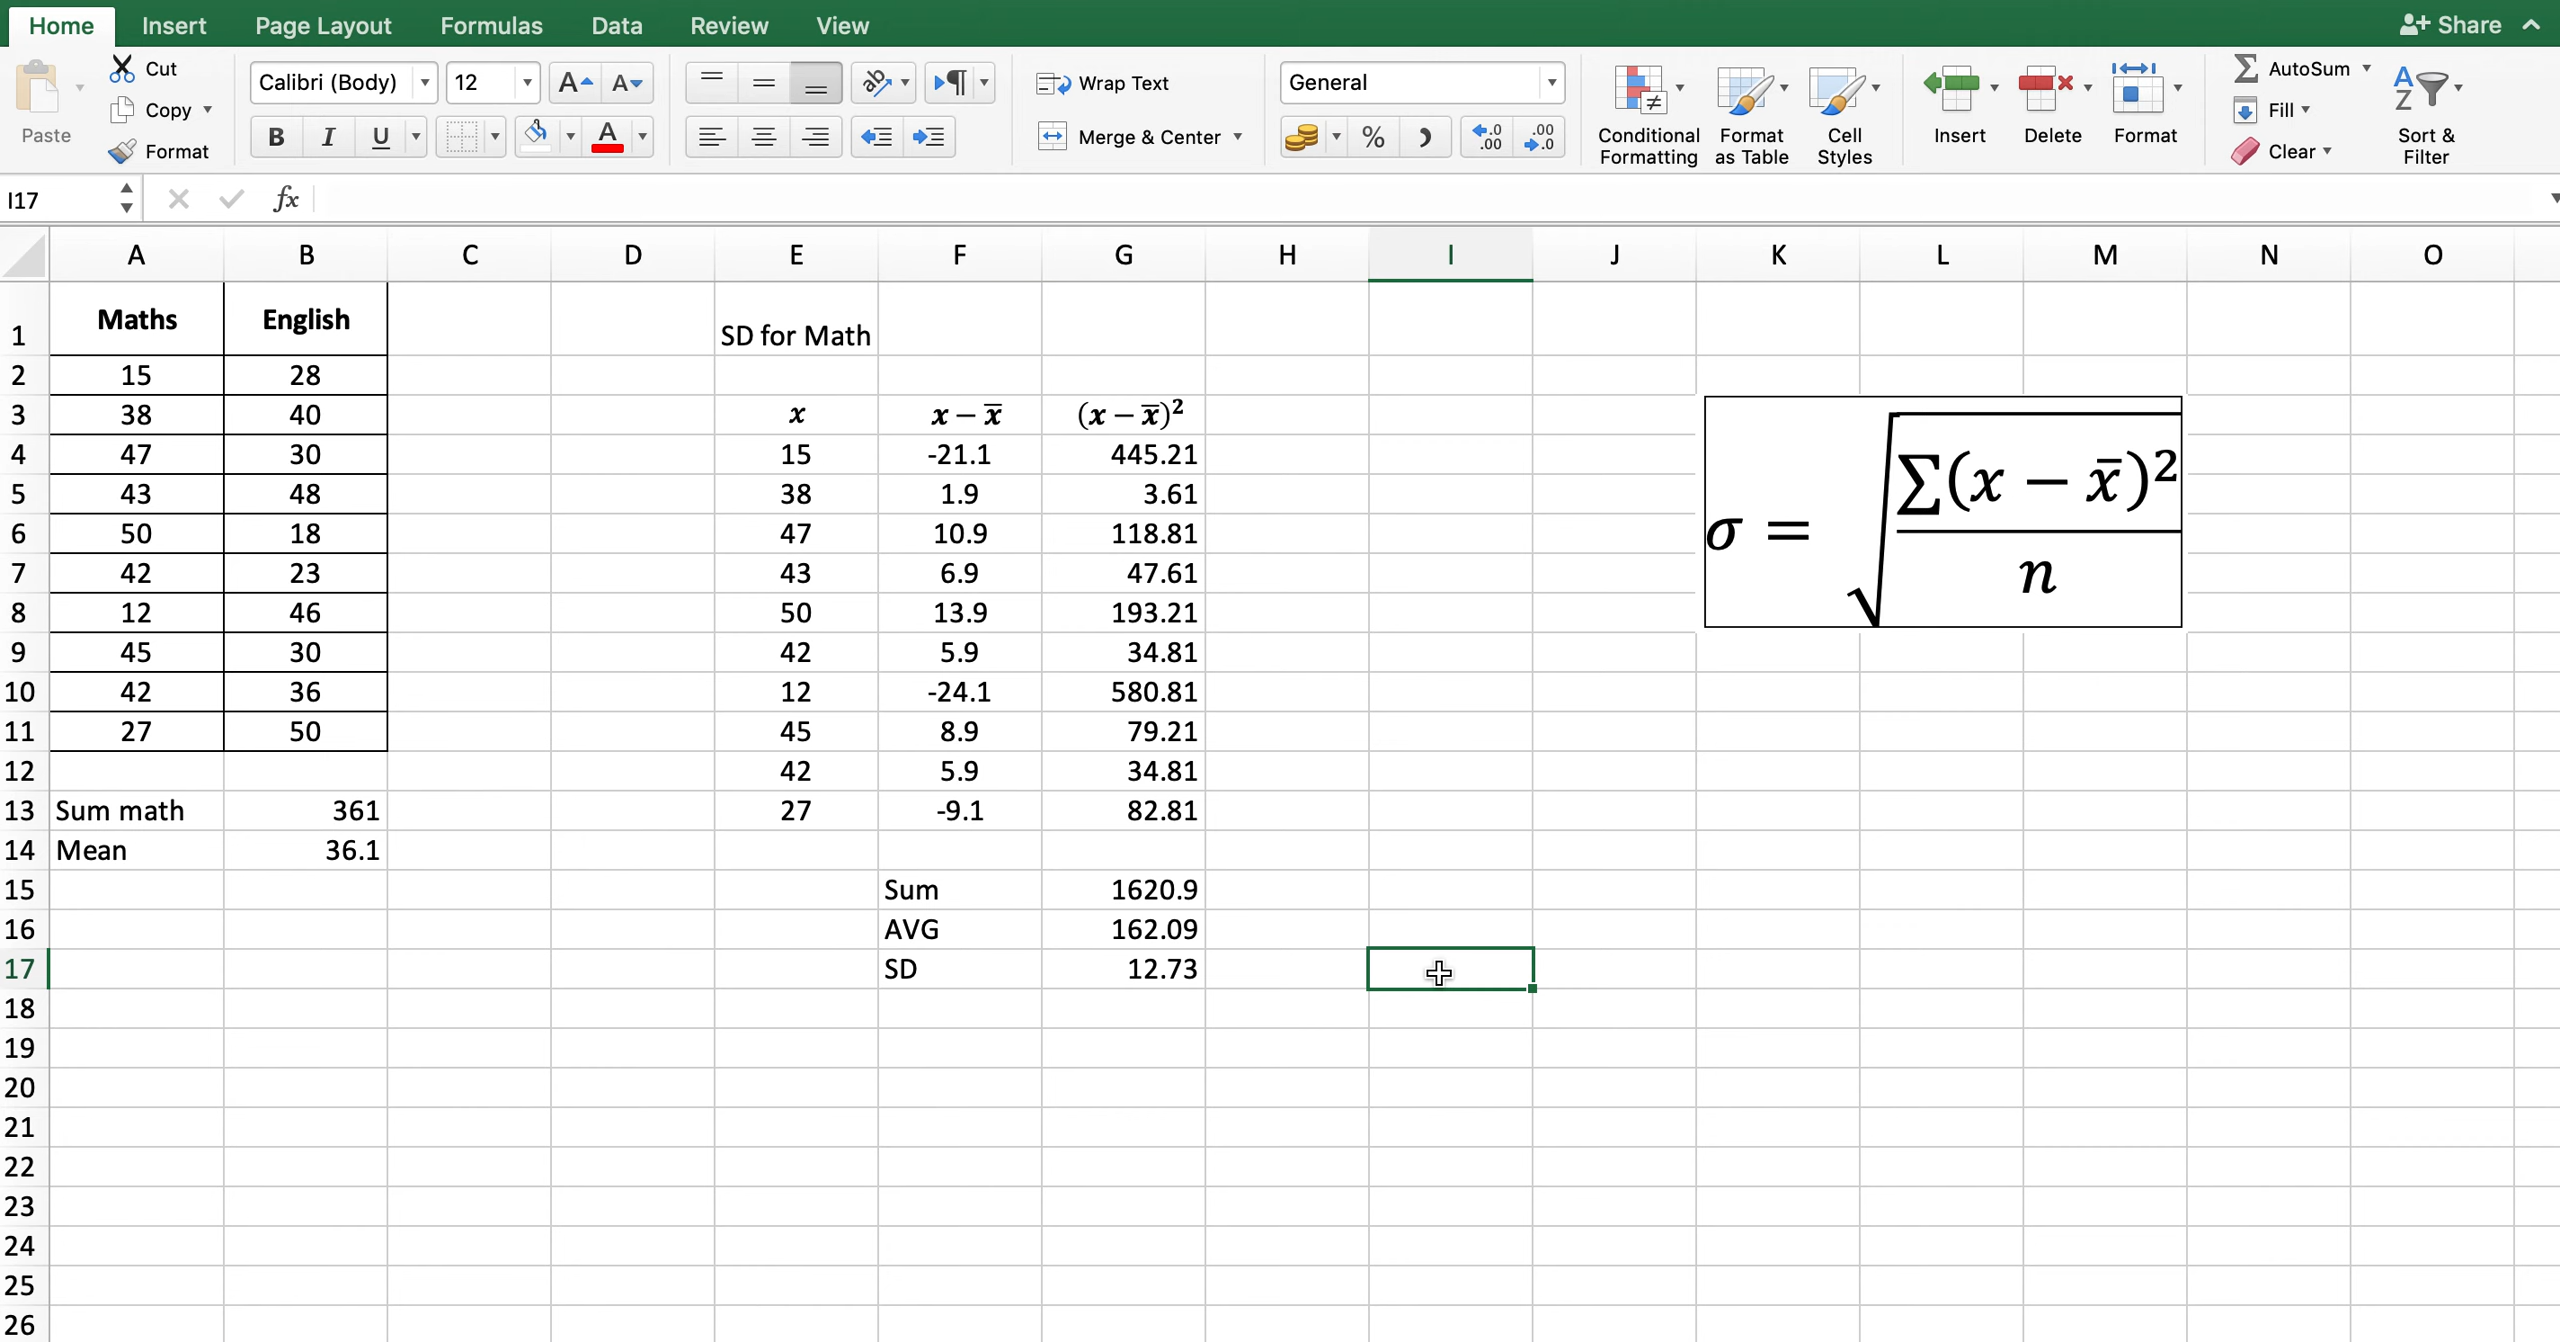 Home Insert Page Layout Formulas Data Review View Share
Cut Calibri (Body) 12 A A ab ¶ Wrap Text General AutoSum
Paste Copy B I U A Merge & Center % ) .0 .00 .00 .0 Conditional Formatting Format as Table Cell Styles Insert Delete Format Fill Sort & Filter
Format Clear
I17 fx
A B C D E F G H I J K L M N O
1 Maths English SD for Math
2 15 28
3 38 40 x x − x̅ (x − x̅)²
4 47 30 15 -21.1 445.21
5 43 48 38 1.9 3.61
6 50 18 47 10.9 118.81
7 42 23 43 6.9 47.61
8 12 46 50 13.9 193.21
9 45 30 42 5.9 34.81
10 42 36 12 -24.1 580.81
11 27 50 45 8.9 79.21
12 42 5.9 34.81
13 Sum math 361 27 -9.1 82.81
14 Mean 36.1
15 Sum 1620.9
16 AVG 162.09
17 SD 12.73
18
19
20
21
22
23
24
25
26
σ = √ ∑(x − x̅)²
n